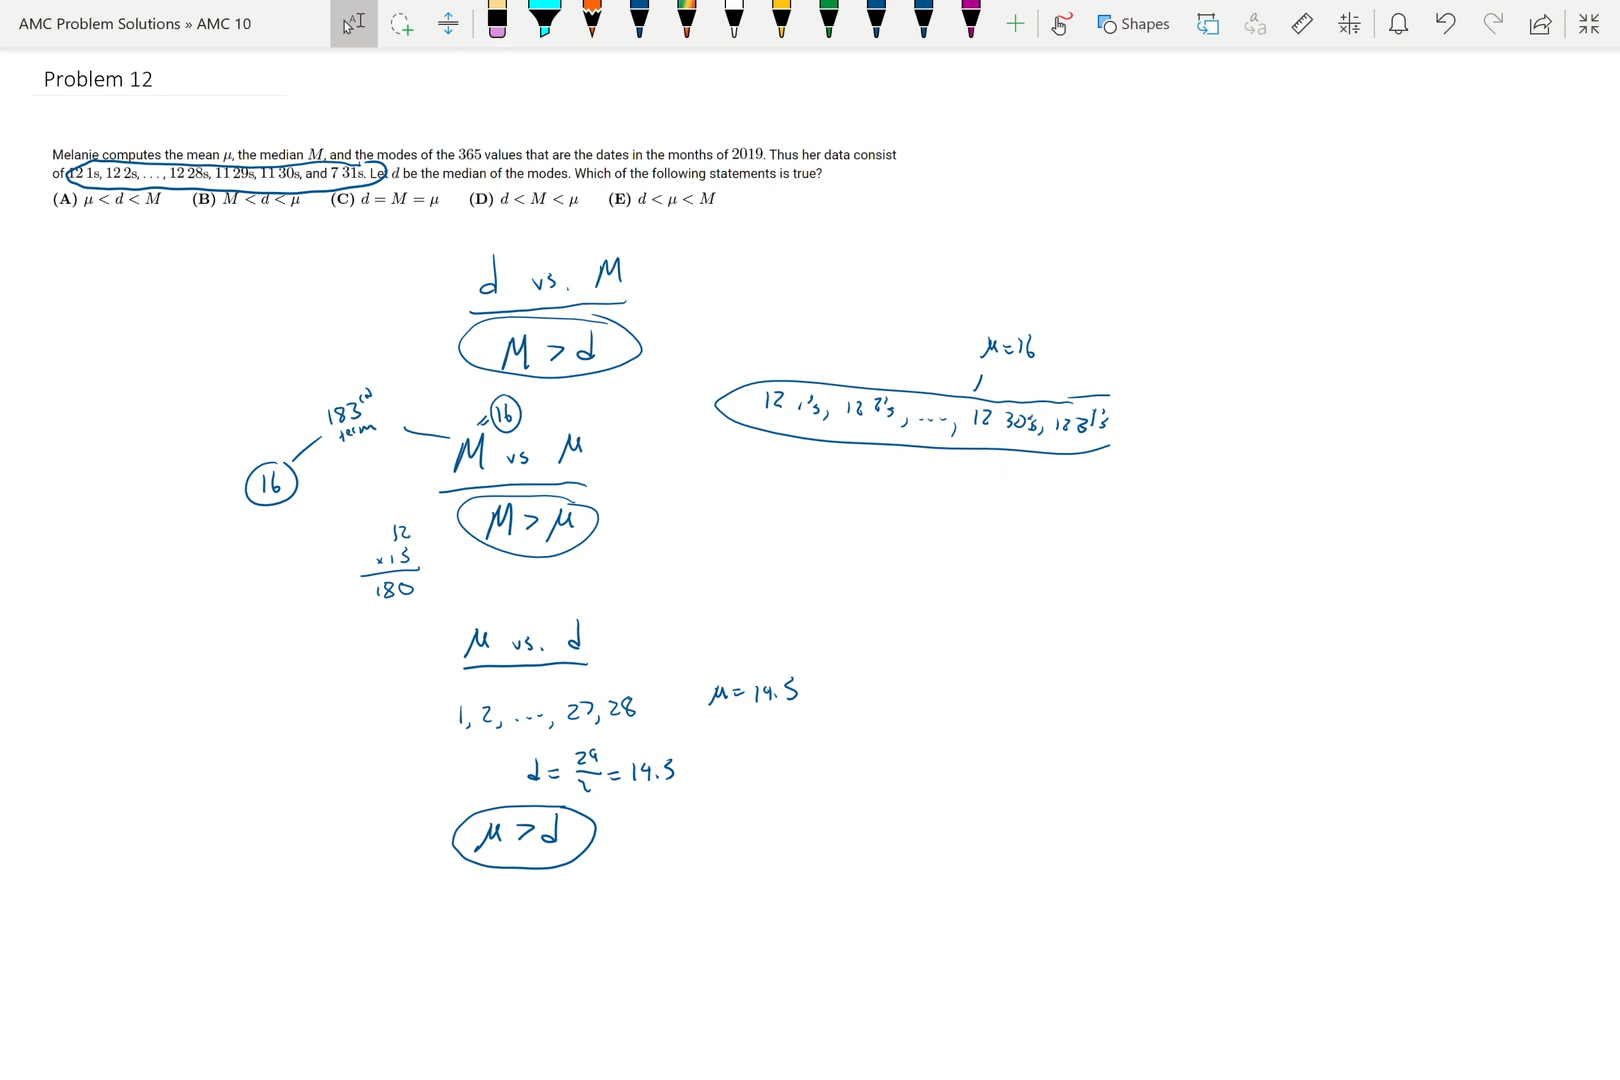 AMC Problem Solutions » AMC 10
Shapes
Problem 12
Melanie computes the mean μ, the median M, and the modes of the 365 values that are the dates in the months of 2019. Thus her data consist
of 12 1s, 12 2s, . . . , 12 28s, 11 29s, 11 30s, and 7 31s. Let d be the median of the modes. Which of the following statements is true?
(A) μ < d < M (B) M < d < μ (C) d = M = μ (D) d < M < μ (E) d < μ < M
d vs. M
M > d
μ=16
12 1's, 12 2's, ..., 12 30's, 12 31's
183rd
term
=16
M vs μ
16
M > μ
12
×15
180
μ vs. d
1, 2, ..., 27, 28
μ = 14.5
d = 29/2 = 14.5
μ > d